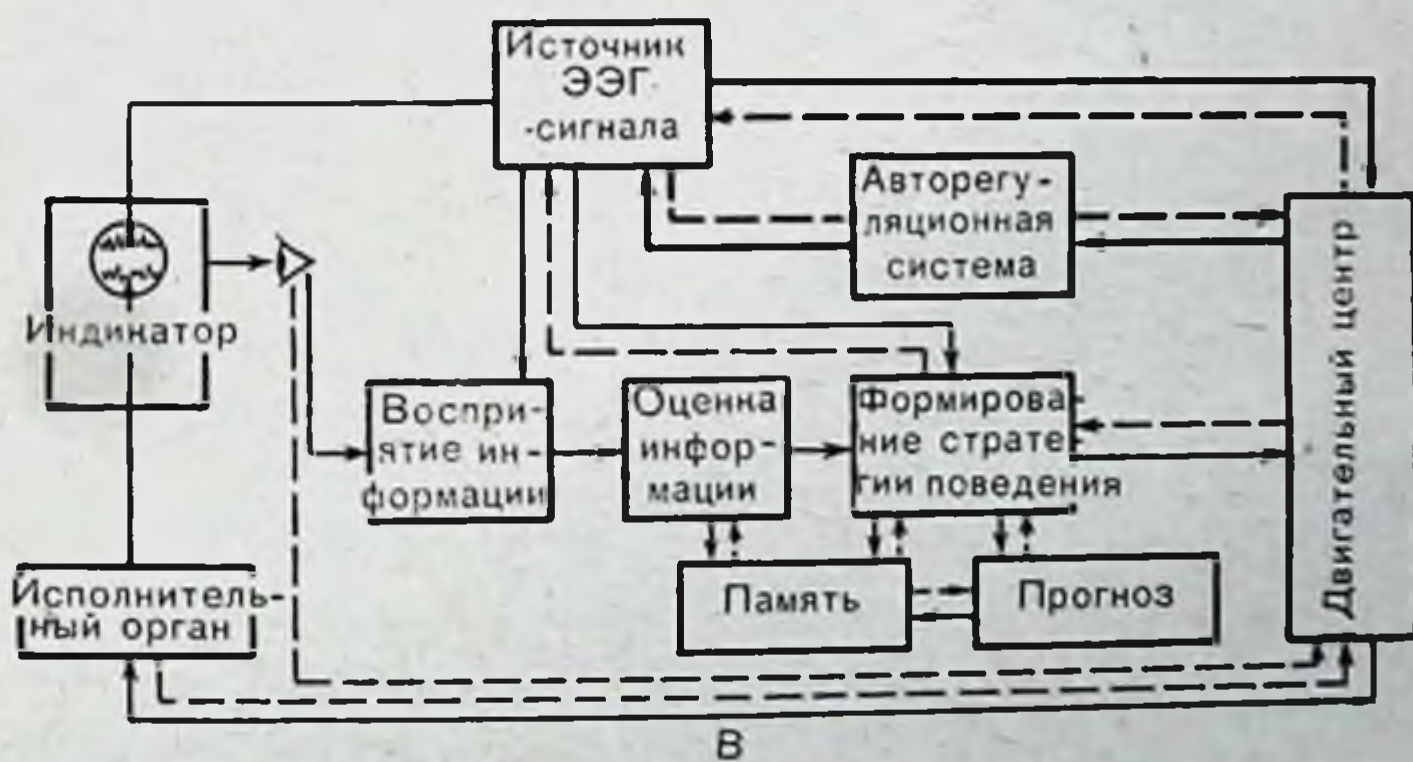 Источник
ЭЭГ-
-сигнала
Авторегу-
ляционная
система
Индикатор
Воспри-
ятие ин-
формации
Оценка
инфор-
мации
Формирова-
ние страте-
гии поведения
Двигательный центр
Исполнитель-
ный орган
Память
Прогноз
В